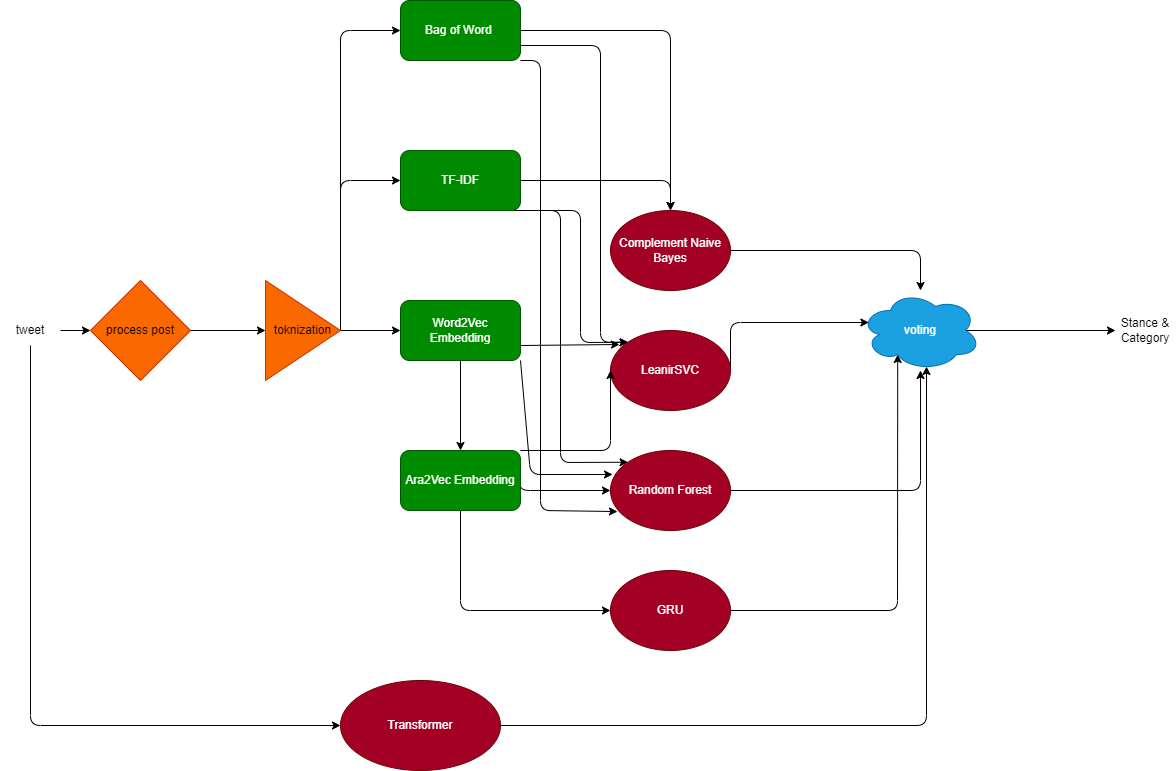 Bag of Word
TF-IDF
Complement Naive
Bayes
tweet
process post
toknization
Word2Vec
Embedding
voting
Stance &
Category
LeanirSVC
Ara2Vec Embedding
Random Forest
GRU
Transformer